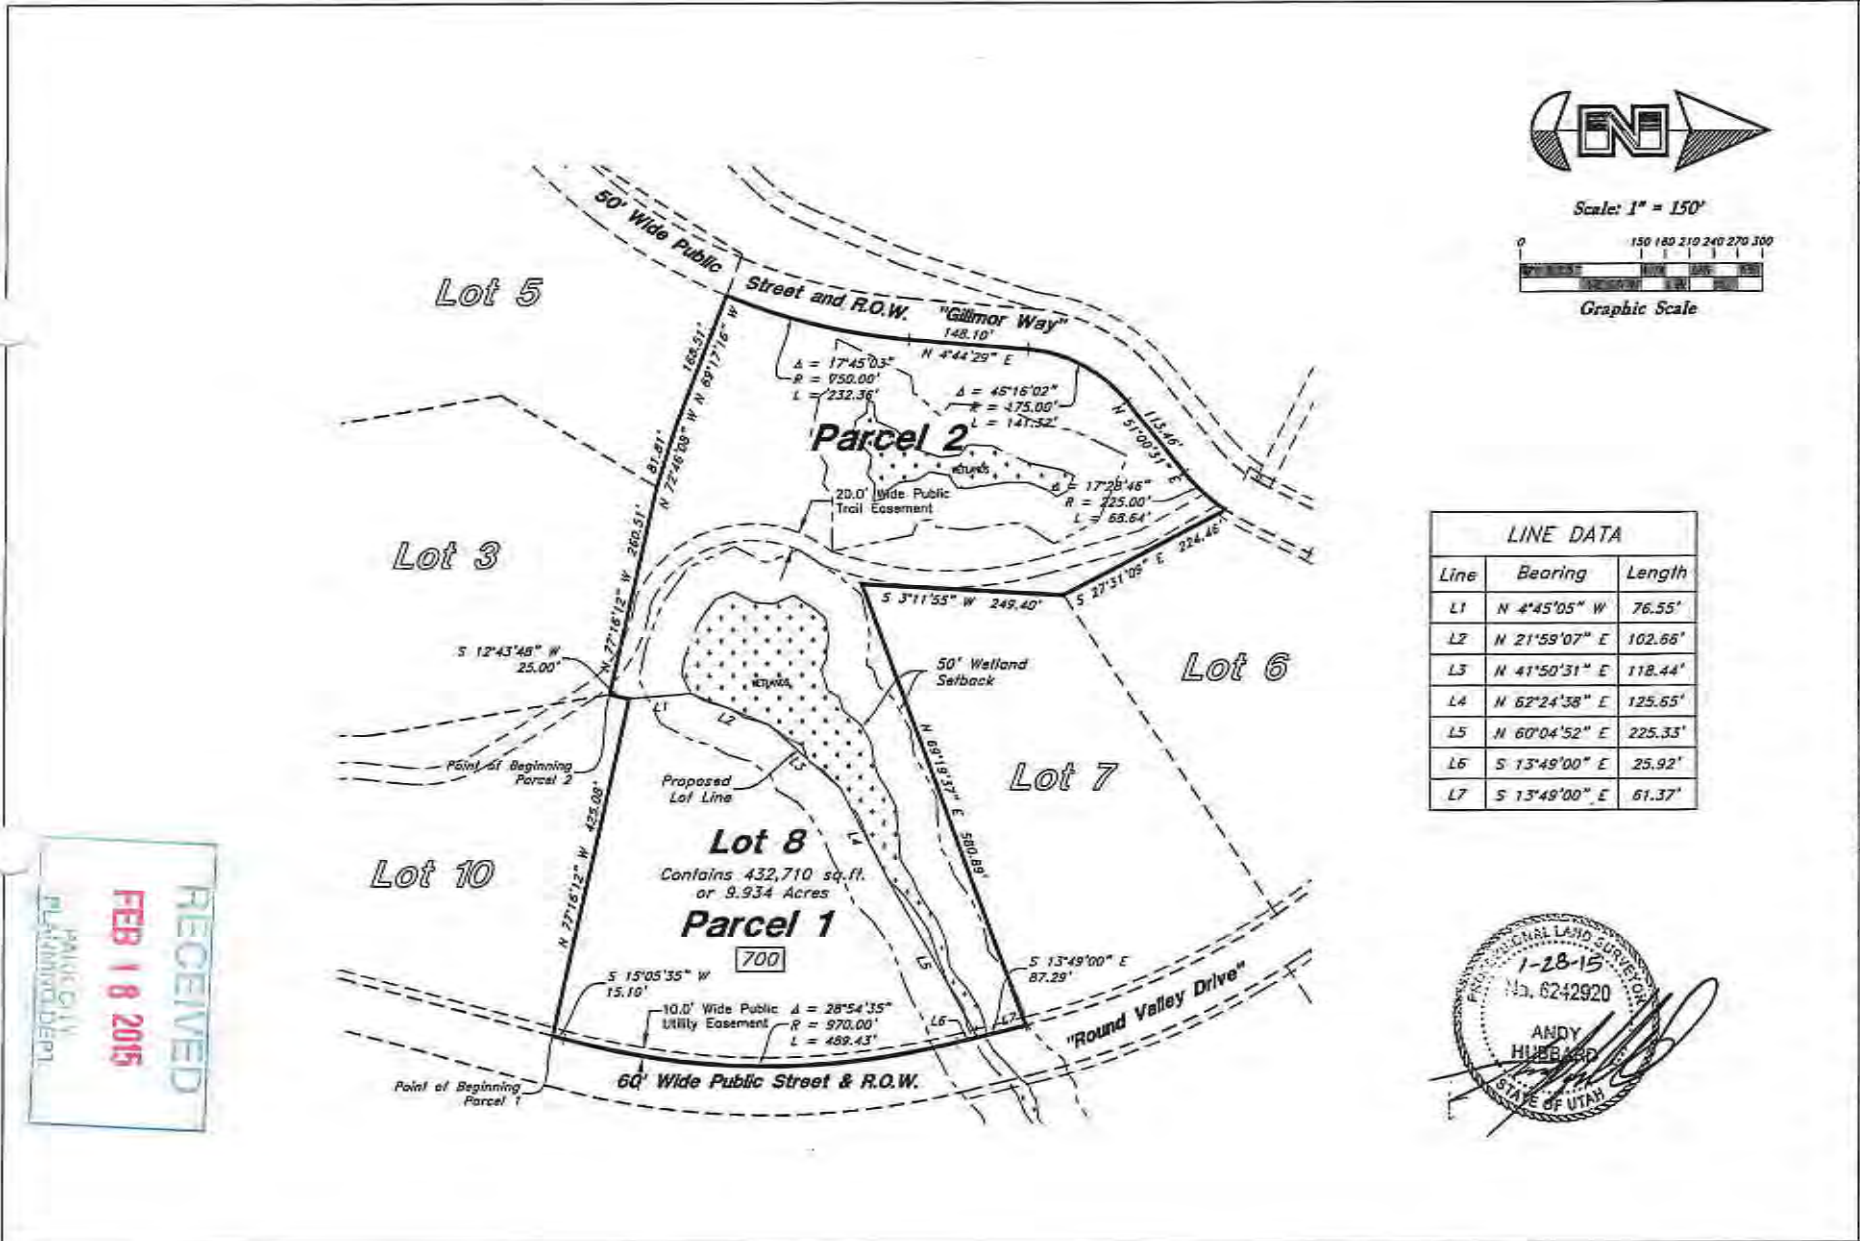 N
Scale: 1" = 150'
0 150 180 210 240 270 300
Graphic Scale
50' Wide Public
Street and R.O.W. "Gillmor Way"
Lot 5
148.10'
N 4°44'29" E
Δ = 17°45'03"
R = 750.00'
L = 232.36'
Δ = 46°16'02"
R = 175.00'
L = 141.32'
168.51'
N 69°17'16" W
113.46'
N 51°00'31" E
Parcel 2
WETLANDS
81.81'
N 72°46'08" W
Δ = 17°28'46"
R = 225.00'
L = 68.64'
20.0' Wide Public
Trail Easement
224.46'
S 27°31'09" E
Lot 3
260.51'
N 77°16'12" W
S 3°11'55" W 249.40'
S 12°43'48" W
25.00'
50' Wetland
Setback
Lot 6
WETLANDS
L1
L2
L3
Point of Beginning
Parcel 2
Proposed
Lot Line
Lot 7
N 69°19'37" E 580.89'
N 77°16'12" W 425.08'
L4
Lot 8
Contains 432,710 sq.ft.
or 9.934 Acres
Lot 10
Parcel 1
700
L5
S 15°05'35" W
15.10'
S 13°49'00" E
87.29'
10.0' Wide Public
Utility Easement
Δ = 28°54'35"
R = 970.00'
L = 489.43'
L6
L7
"Round Valley Drive"
60' Wide Public Street & R.O.W.
Point of Beginning
Parcel 1
LINE DATA
Line Bearing Length
L1 N 4°45'05" W 76.55'
L2 N 21°59'07" E 102.66'
L3 N 41°50'31" E 118.44'
L4 N 62°24'38" E 125.65'
L5 N 60°04'52" E 225.33'
L6 S 13°49'00" E 25.92'
L7 S 13°49'00" E 61.37'
RECEIVED
FEB 18 2015
PARK CITY
PLANNING DEPT.
PROFESSIONAL LAND SURVEYOR
1-28-15
No. 6242920
ANDY
HUBBARD
STATE OF UTAH